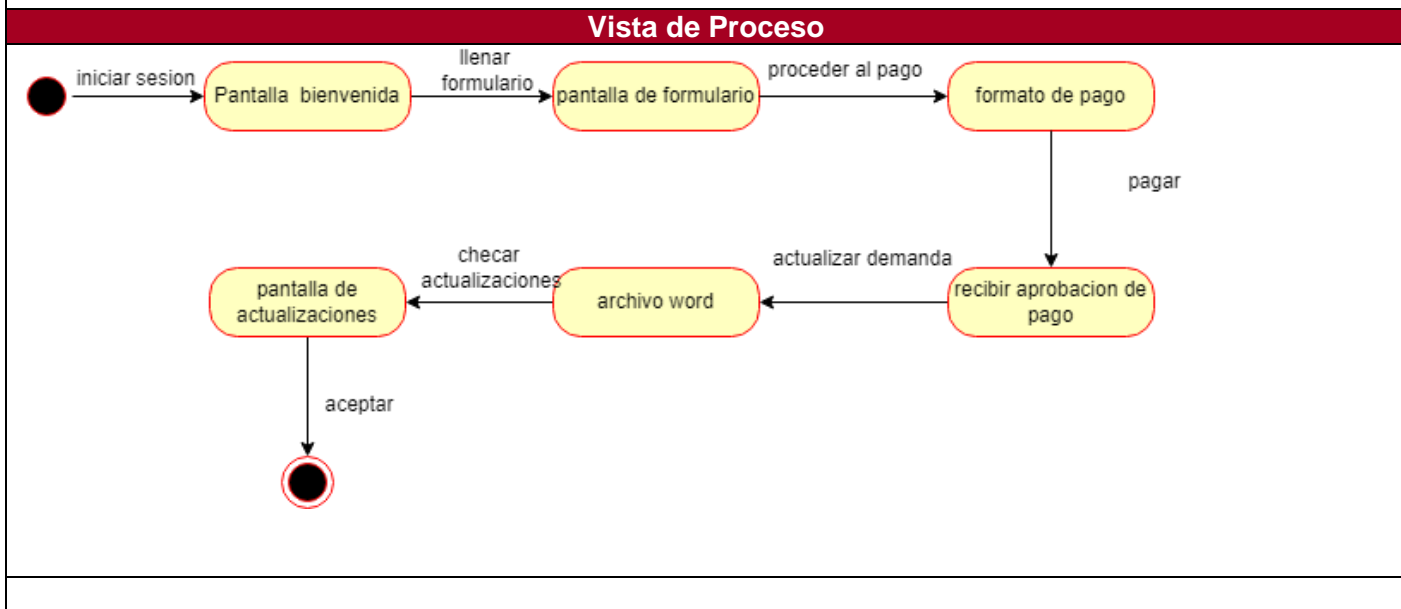 Vista de Proceso
iniciar sesion
Pantalla bienvenida
llenar
formulario
pantalla de formulario
proceder al pago
formato de pago
pagar
recibir aprobacion de
pago
actualizar demanda
archivo word
checar
actualizaciones
pantalla de
actualizaciones
aceptar